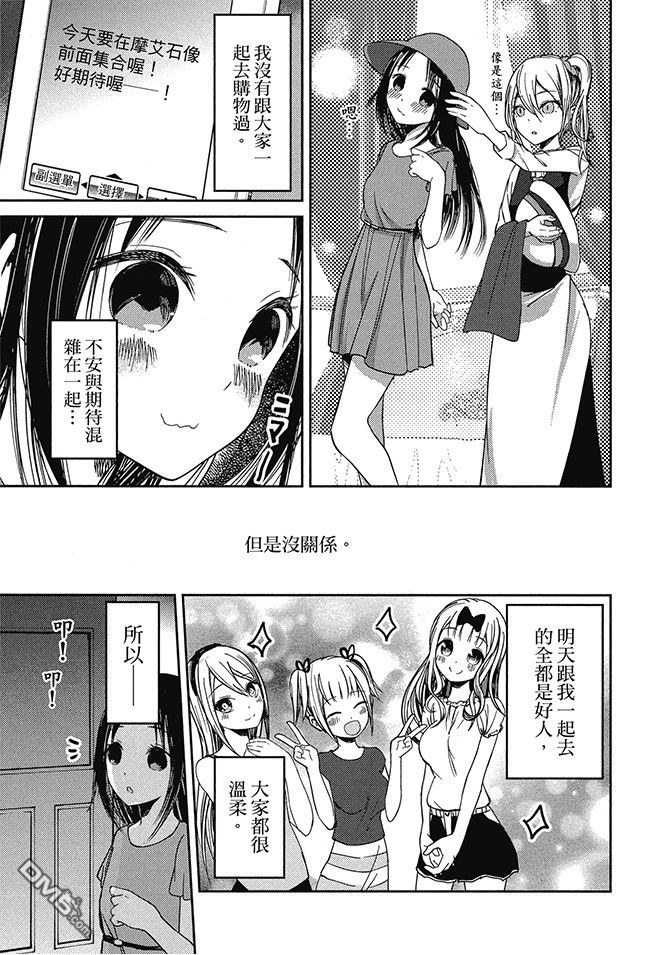 像是這個…
嗯…
我沒有跟大家一
起去購物過。
今天要在摩艾石像
前面集合喔！
好期待喔——！
副選單
選擇
不安與期待混
雜在一起…
ニマ〜
但是沒關係。
明天跟我一起去
的全都是好人，
大家都很
溫柔。
所以——
叩！
叩！
DM5.com